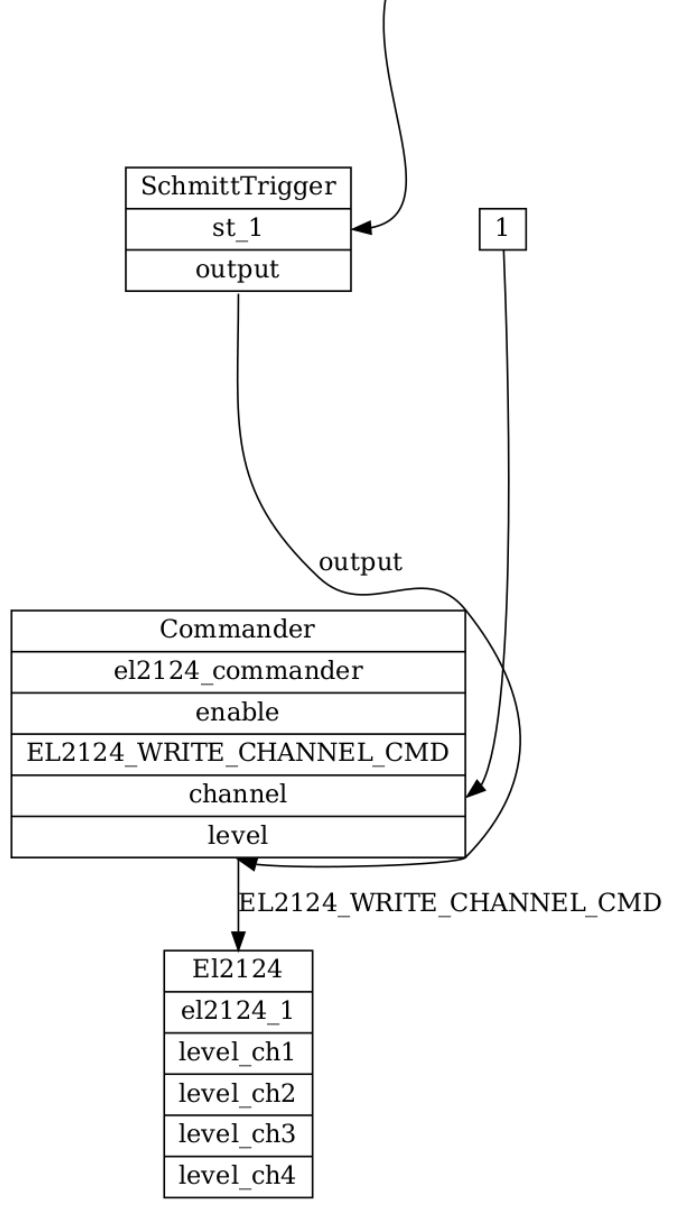 SchmittTrigger
st_1
output
1
output
Commander
el2124_commander
enable
EL2124_WRITE_CHANNEL_CMD
channel
level
EL2124_WRITE_CHANNEL_CMD
El2124
el2124_1
level_ch1
level_ch2
level_ch3
level_ch4